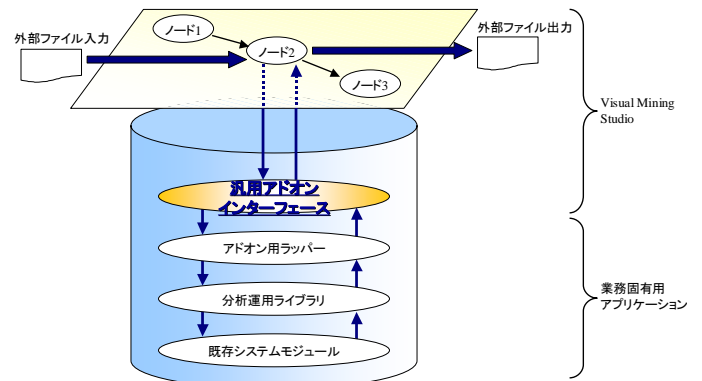 外部ファイル入力
ノード1
ノード2
ノード3
外部ファイル出力
Visual Mining
Studio
汎用アドオン
インターフェース
アドオン用ラッパー
分析運用ライブラリ
既存システムモジュール
業務固有用
アプリケーション